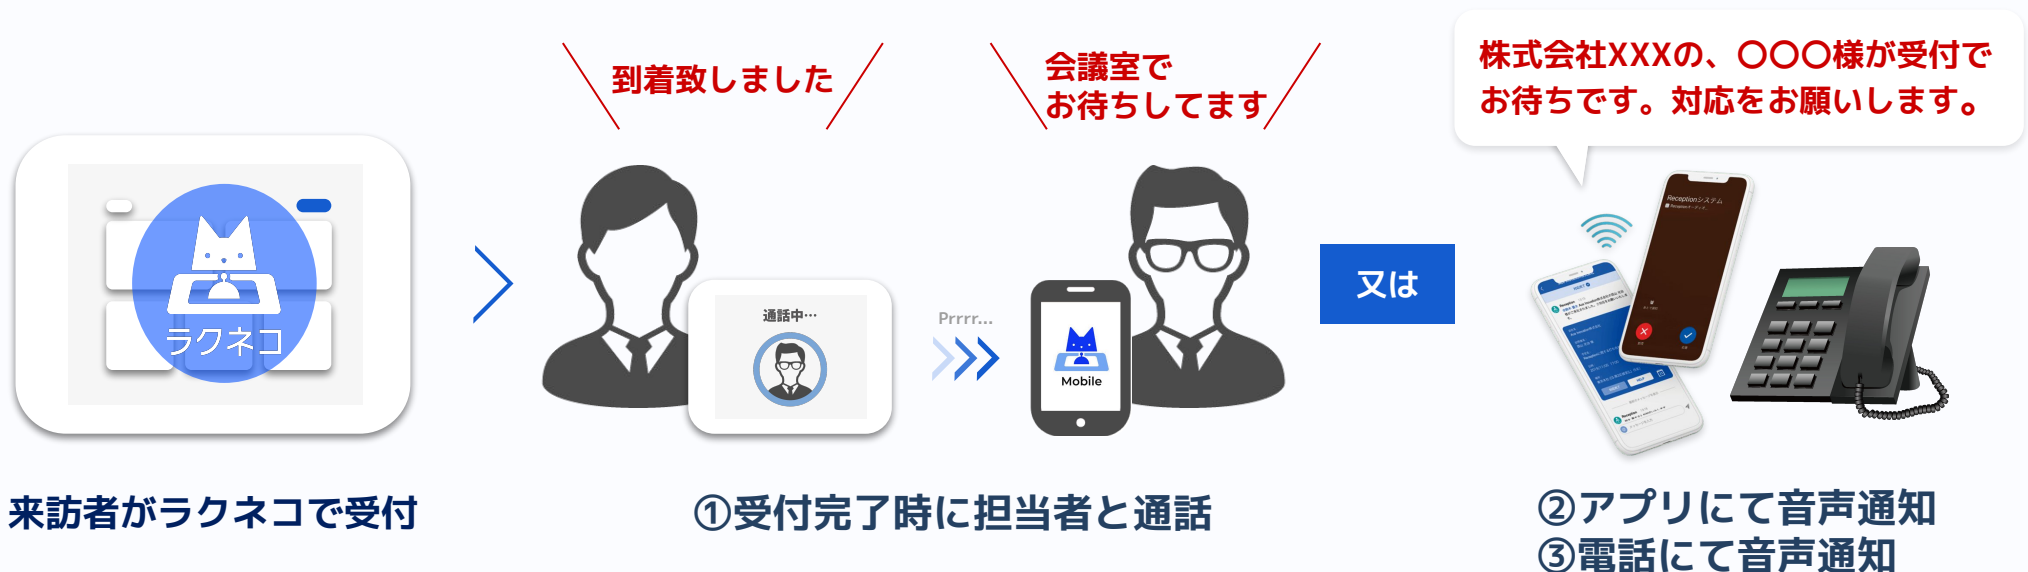 到着致しました
会議室で
お待ちしてます
株式会社XXXの、〇〇〇様が受付で
お待ちです。対応をお願いします。
ラクネコ
通話中…
Prrrr...
Mobile
又は
Receptionシステム
来訪者がラクネコで受付
①受付完了時に担当者と通話
②アプリにて音声通知
③電話にて音声通知